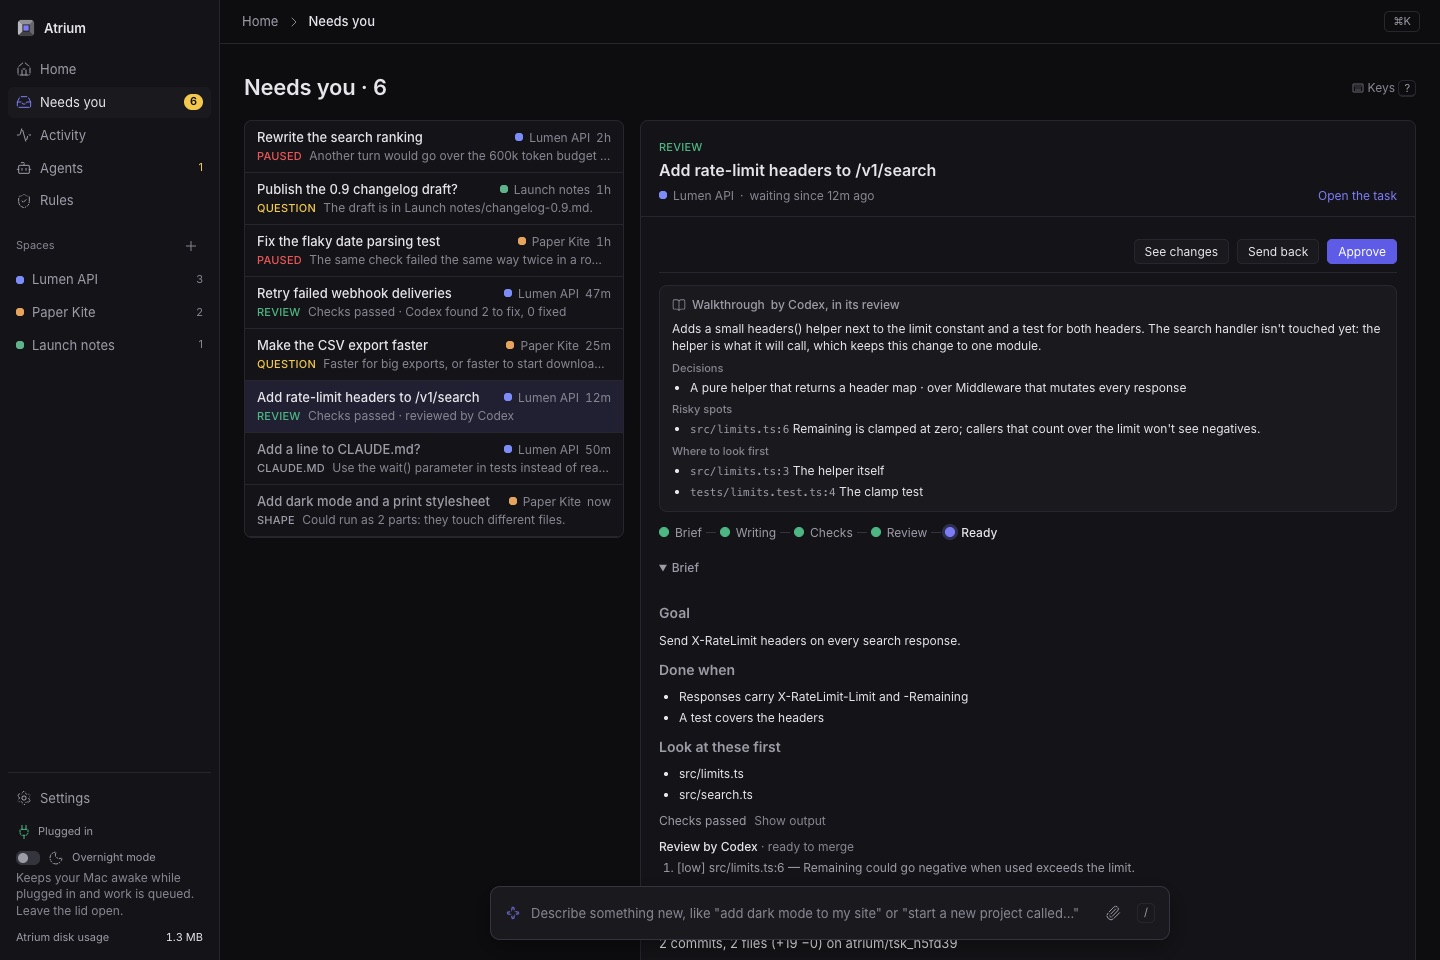 Atrium
Home
Needs you 6
Activity
Agents 1
Rules
Spaces
Lumen API 3
Paper Kite 2
Launch notes 1
Settings
Plugged in
Overnight mode
Keeps your Mac awake while
plugged in and work is queued.
Leave the lid open.
Atrium disk usage 1.3 MB
Home > Needs you
⌘K
Needs you · 6
Keys ?
Rewrite the search ranking Lumen API 2h
PAUSED Another turn would go over the 600k token budget ...
Publish the 0.9 changelog draft? Launch notes 1h
QUESTION The draft is in Launch notes/changelog-0.9.md.
Fix the flaky date parsing test Paper Kite 1h
PAUSED The same check failed the same way twice in a ro...
Retry failed webhook deliveries Lumen API 47m
REVIEW Checks passed · Codex found 2 to fix, 0 fixed
Make the CSV export faster Paper Kite 25m
QUESTION Faster for big exports, or faster to start downloa...
Add rate-limit headers to /v1/search Lumen API 12m
REVIEW Checks passed · reviewed by Codex
Add a line to CLAUDE.md? Lumen API 50m
CLAUDE.MD Use the wait() parameter in tests instead of rea...
Add dark mode and a print stylesheet Paper Kite now
SHAPE Could run as 2 parts: they touch different files.
REVIEW
Add rate-limit headers to /v1/search
Lumen API · waiting since 12m ago
Open the task
See changes
Send back
Approve
Walkthrough by Codex, in its review
Adds a small headers() helper next to the limit constant and a test for both headers. The search handler isn't touched yet: the
helper is what it will call, which keeps this change to one module.
Decisions
• A pure helper that returns a header map · over Middleware that mutates every response
Risky spots
• src/limits.ts:6 Remaining is clamped at zero; callers that count over the limit won't see negatives.
Where to look first
• src/limits.ts:3 The helper itself
• tests/limits.test.ts:4 The clamp test
Brief Writing Checks Review Ready
▼ Brief
Goal
Send X-RateLimit headers on every search response.
Done when
• Responses carry X-RateLimit-Limit and -Remaining
• A test covers the headers
Look at these first
• src/limits.ts
• src/search.ts
Checks passed Show output
Review by Codex · ready to merge
1. [low] src/limits.ts:6 — Remaining could go negative when used exceeds the limit.
Describe something new, like "add dark mode to my site" or "start a new project called..."
/
2 commits, 2 files (+19 −0) on atrium/tsk_h5fd39